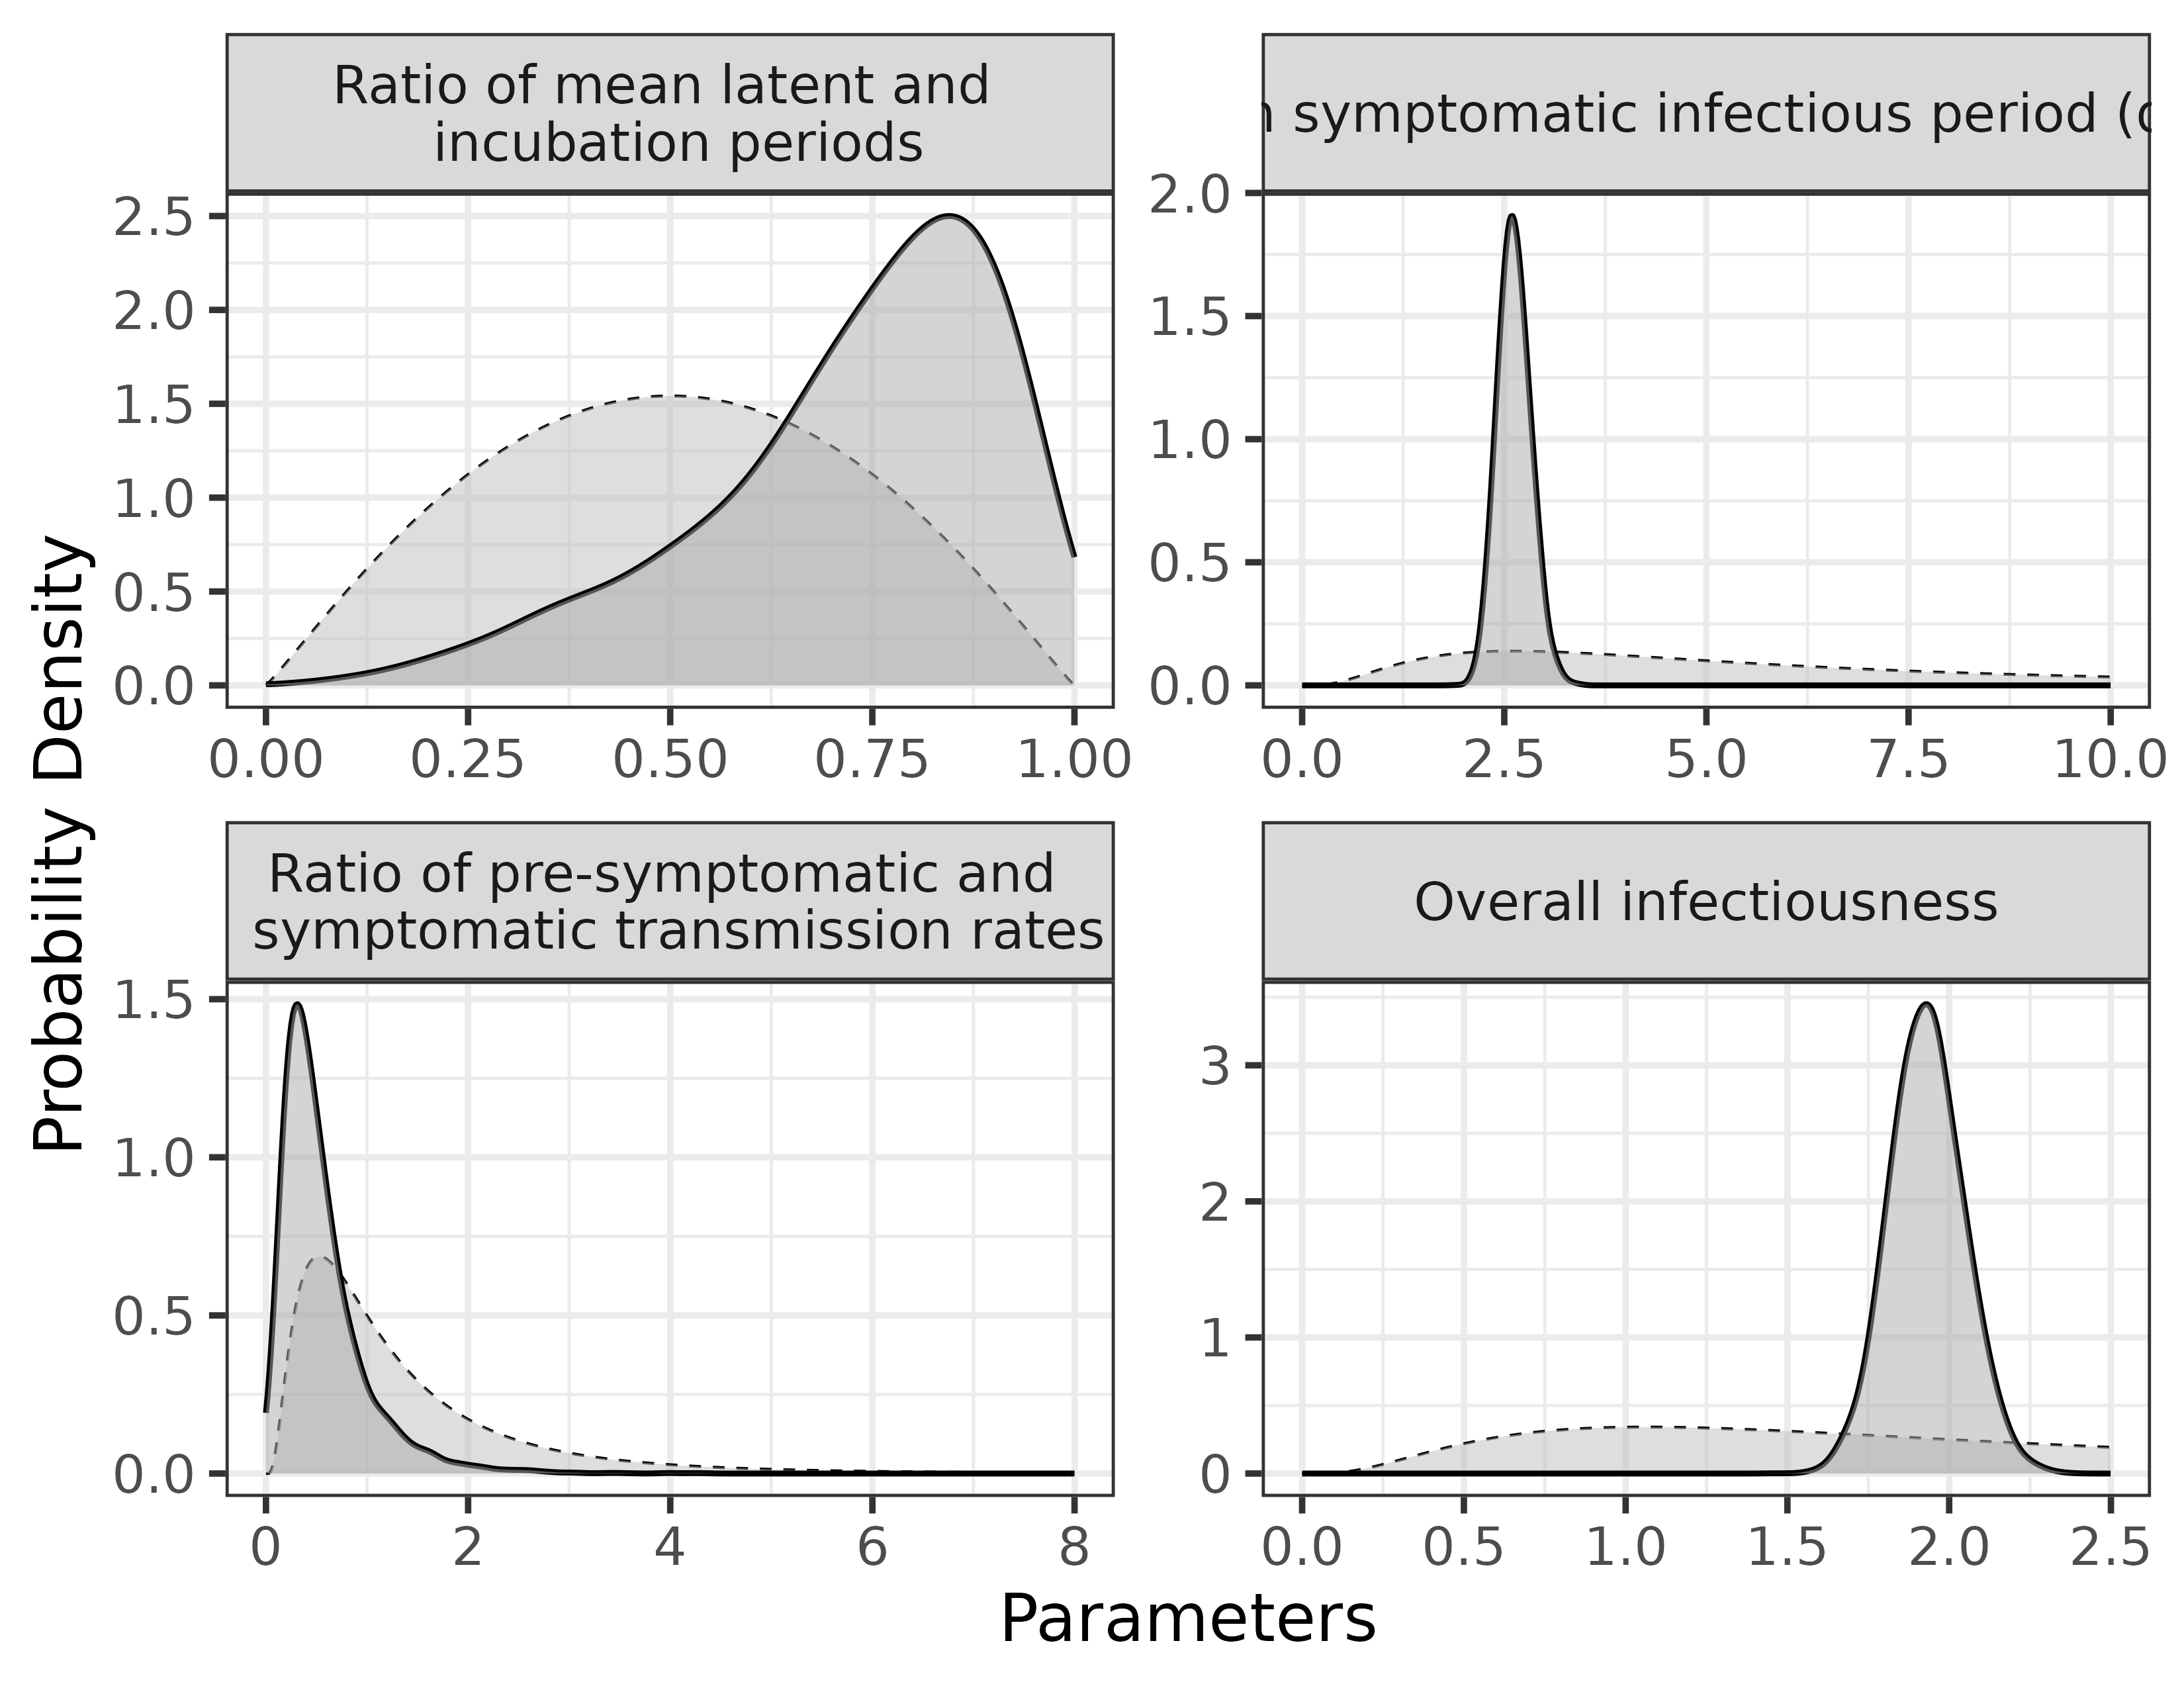 Ratio of mean latent and
incubation periods
symptomatic infectious period
2.5
2.0
1.5
1.0
0.5
0.0
0.00 0.25 0.50 0.75 1.00
2.0
1.5
1.0
0.5
0.0
0.0 2.5 5.0 7.5 10.0
Ratio of pre-symptomatic and
symptomatic transmission rates
Overall infectiousness
1.5
1.0
0.5
0.0
0 2 4 6 8
3
2
1
0
0.0 0.5 1.0 1.5 2.0 2.5
Probability Density
Parameters